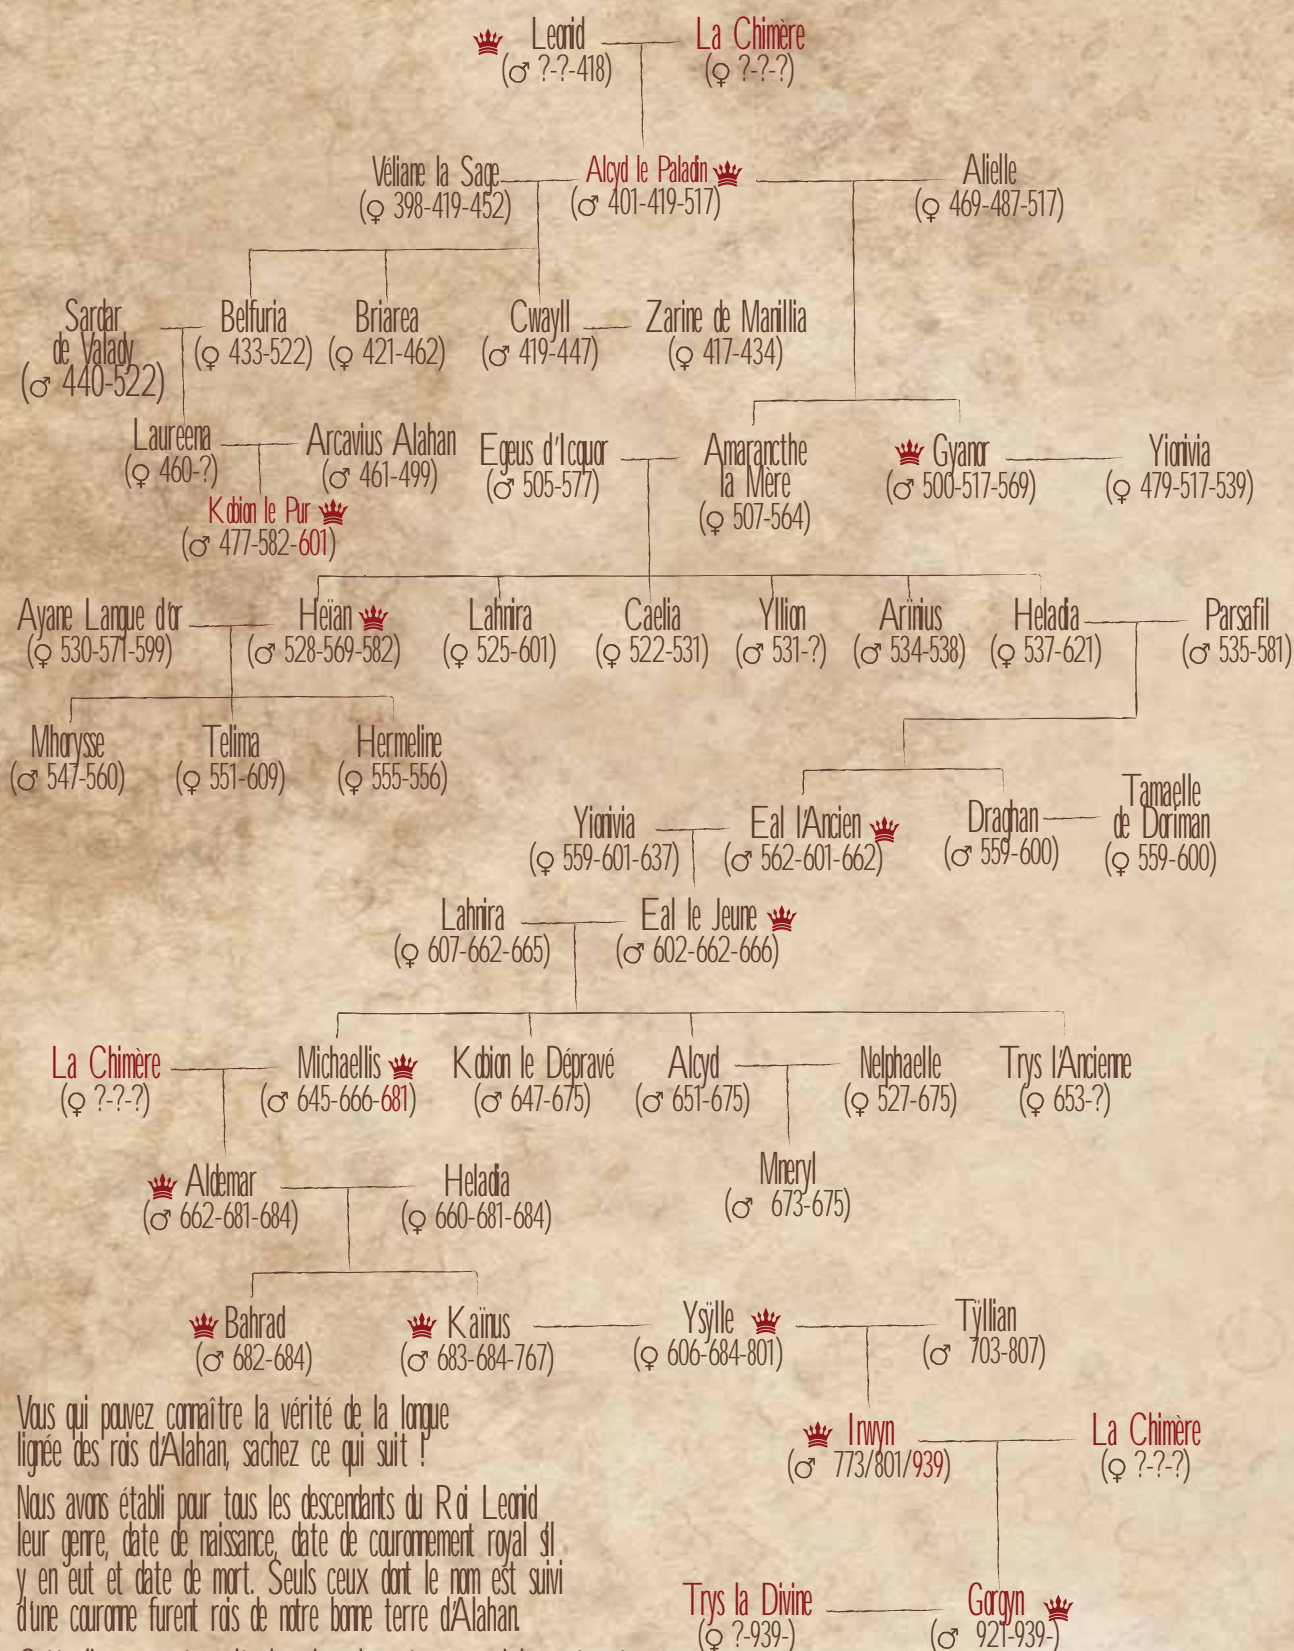 Leonid
La Chimère
(♂ ?-?-418)
(♀ ?-?-?)
Véliane la Sage
Alcyd le Paladin
Alielle
(♀ 398-419-452)
(♂ 401-419-517)
(♀ 469-487-517)
Sardar
de Valady
(♂ 440-522)
Belfuria
(♀ 433-522)
Briarea
(♀ 421-462)
Cwayll
(♂ 419-447)
Zarine de Manillia
(♀ 417-434)
Laureena
(♀ 460-?)
Arcavius Alahan
(♂ 461-499)
Egeus d'Icquor
(♂ 505-577)
Amarancthe
la Mère
(♀ 507-564)
Gyanor
(♂ 500-517-569)
Yionivia
(♀ 479-517-539)
Kobion le Pur
(♂ 477-582-601)
Ayane Langue d'or
(♀ 530-571-599)
Heïan
(♂ 528-569-582)
Lahnira
(♀ 525-601)
Caelia
(♀ 522-531)
Yllion
(♂ 531-?)
Arïnius
(♂ 534-538)
Heladia
(♀ 537-621)
Parsafil
(♂ 535-581)
Mhorysse
(♂ 547-560)
Telima
(♀ 551-609)
Hermeline
(♀ 555-556)
Yionivia
(♀ 559-601-637)
Eal l'Ancien
(♂ 562-601-662)
Draghan
(♂ 559-600)
Tamaelle
de Doriman
(♀ 559-600)
Lahnira
(♀ 607-662-665)
Eal le Jeune
(♂ 602-662-666)
La Chimère
(♀ ?-?-?)
Michaellis
(♂ 645-666-681)
Kobion le Dépravé
(♂ 647-675)
Alcyd
(♂ 651-675)
Nelphaelle
(♀ 527-675)
Trys l'Ancienne
(♀ 653-?)
Aldemar
(♂ 662-681-684)
Heladia
(♀ 660-681-684)
Mneryl
(♂ 673-675)
Bahrad
(♂ 682-684)
Kaïnus
(♂ 683-684-767)
Ysÿlle
(♀ 606-684-801)
Tÿllian
(♂ 703-807)
Vous qui pouvez connaître la vérité de la longue
lignée des rois d'Alahan, sachez ce qui suit !
Irwyn
(♂ 773/801/939)
La Chimère
(♀ ?-?-?)
Nous avons établi pour tous les descendants du Roi Leonid
leur genre, date de naissance, date de couronnement royal s'il
y en eut et date de mort. Seuls ceux dont le nom est suivi
d'une couronne furent rois de notre bonne terre d'Alahan.
Trys la Divine
(♀ ?-939-)
Gorgyn
(♂ 921-939-)